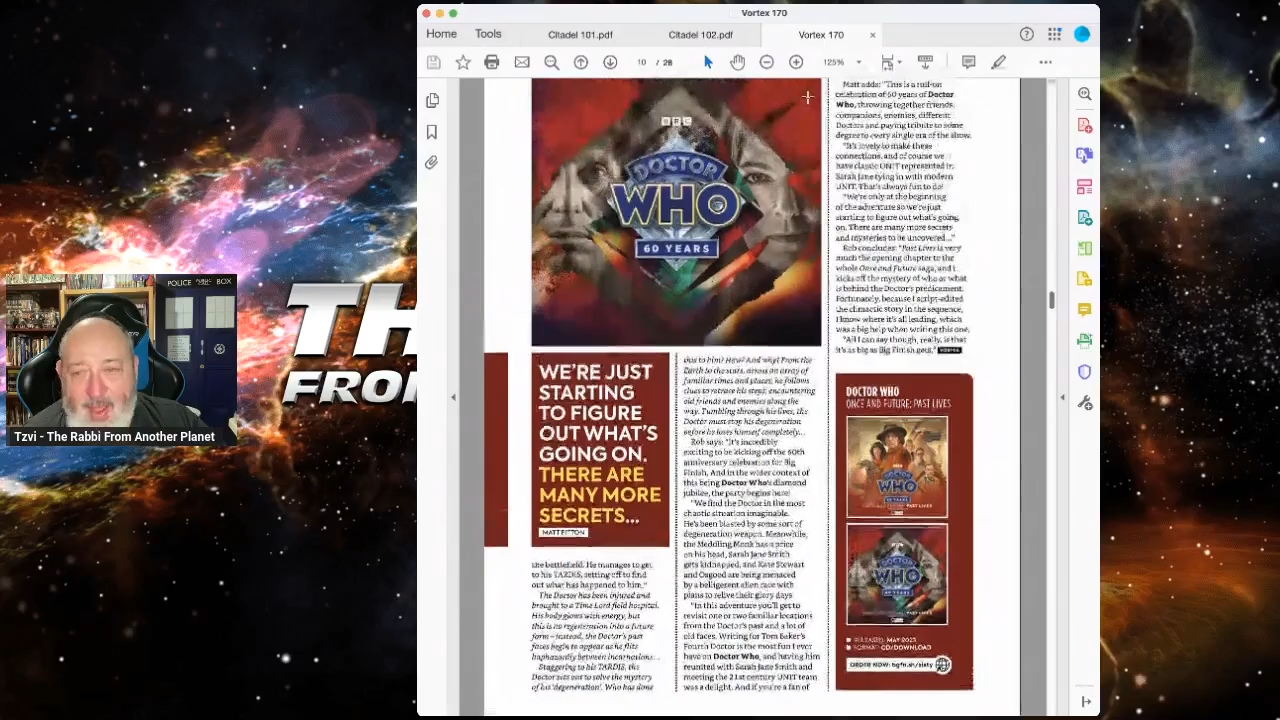 Vortex 170
Home
Tools
Citadel 101.pdf
Citadel 102.pdf
Vortex 170
10 / 28
125%
BBC
DOCTOR
WHO
60 YEARS
Matt adds: "This is a full-on
celebration of 60 years of Doctor
Who, throwing together friends,
companions, enemies, different
Doctors and paying tribute to some
degree to every single era of the show.
"It's lovely to make these
connections, and of course we
have classic UNIT represented in
Sarah Jane tying in with modern
UNIT. That's always fun to do!
"We're only at the beginning
of the adventure so we're just
starting to figure out what's going
on. There are many more secrets
and mysteries to be uncovered..."
Rob concludes: "Past Lives is very
much the opening chapter to the
whole Once and Future saga, and it
kicks off the mystery of who or what
is behind the Doctor's predicament.
Fortunately, because I script-edited
the climactic story in the sequence,
I know where it's all leading, which
was a big help when writing this one.
"All I can say though, really, is that
it's as big as Big Finish gets." VORTEX
WE'RE JUST
STARTING
TO FIGURE
OUT WHAT'S
GOING ON.
THERE ARE
MANY MORE
SECRETS...
MATT FITTON
the battlefield. He manages to get
to his TARDIS, setting off to find
out what has happened to him."
The Doctor has been injured and
brought to a Time Lord field hospital.
His body glows with energy, but
this is no regeneration into a future
form – instead, the Doctor's past
faces begin to appear as he flits
haphazardly between incarnations...
Staggering to his TARDIS, the
Doctor sets out to solve the mystery
of his 'degeneration'. Who has done
this to him? How? And why? From the
Earth to the stars, across an array of
familiar times and places, he follows
clues to retrace his steps, encountering
old friends and enemies along the
way. Tumbling through his lives, the
Doctor must stop his degeneration
before he loses himself completely...
Rob says: "It's incredibly
exciting to be kicking off the 60th
anniversary celebration for Big
Finish. And in the wider context of
this being Doctor Who's diamond
jubilee, the party begins here!
"We find the Doctor in the most
chaotic situation imaginable.
He's been blasted by some sort of
degeneration weapon. Meanwhile,
the Meddling Monk has a price
on his head, Sarah Jane Smith
gets kidnapped, and Kate Stewart
and Osgood are being menaced
by a belligerent alien race with
plans to relive their glory days.
"In this adventure you'll get to
revisit one or two familiar locations
from the Doctor's past and a lot of
old faces. Writing for Tom Baker's
Fourth Doctor is the most fun I ever
have on Doctor Who, and having him
reunited with Sarah Jane Smith and
meeting the 21st century UNIT team
was a delight. And if you're a fan of
DOCTOR WHO
ONCE AND FUTURE: PAST LIVES
DOCTOR
WHO
PAST LIVES
DOCTOR
WHO
RELEASED: MAY 2023
FORMAT: CD/DOWNLOAD
ORDER NOW: bgfn.sh/sixty
POLICE PUBLIC BOX
Tzvi - The Rabbi From Another Planet
TH
FRO